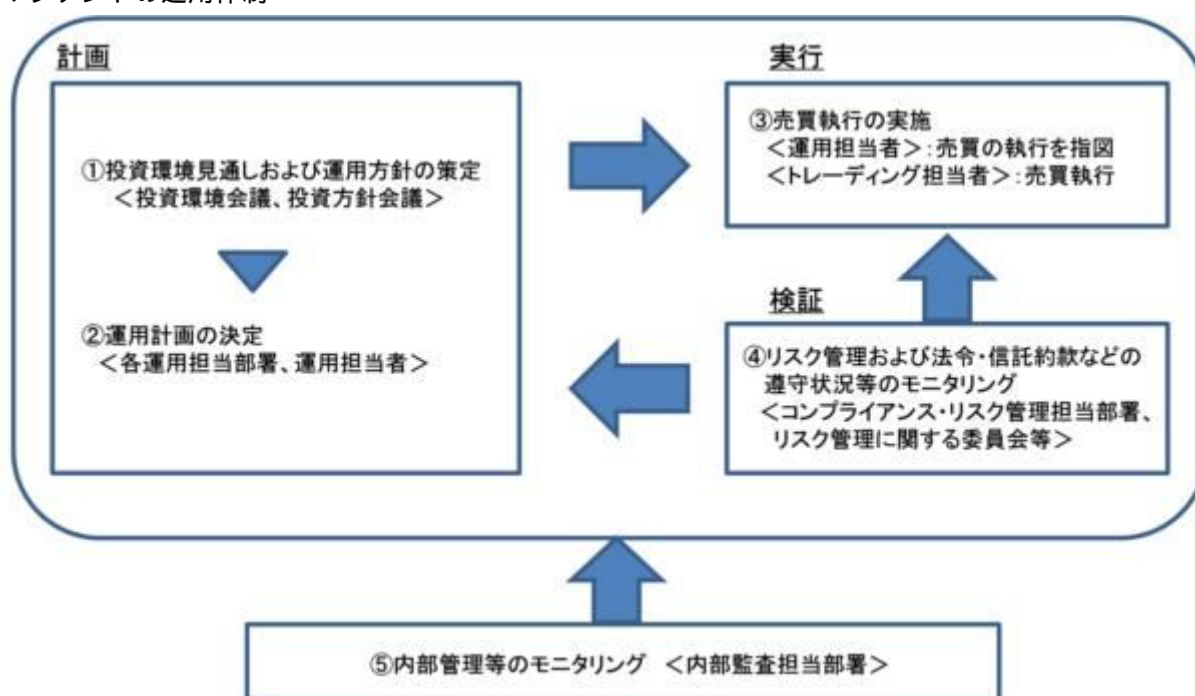 計画
①投資環境見通しおよび運用方針の策定
＜投資環境会議、投資方針会議＞
②運用計画の決定
＜各運用担当部署、運用担当者＞
実行
③売買執行の実施
＜運用担当者＞:売買の執行を指図
＜トレーディング担当者＞:売買執行
検証
④リスク管理および法令・信託約款などの
遵守状況等のモニタリング
＜コンプライアンス・リスク管理担当部署、
リスク管理に関する委員会等＞
⑤内部管理等のモニタリング ＜内部監査担当部署＞